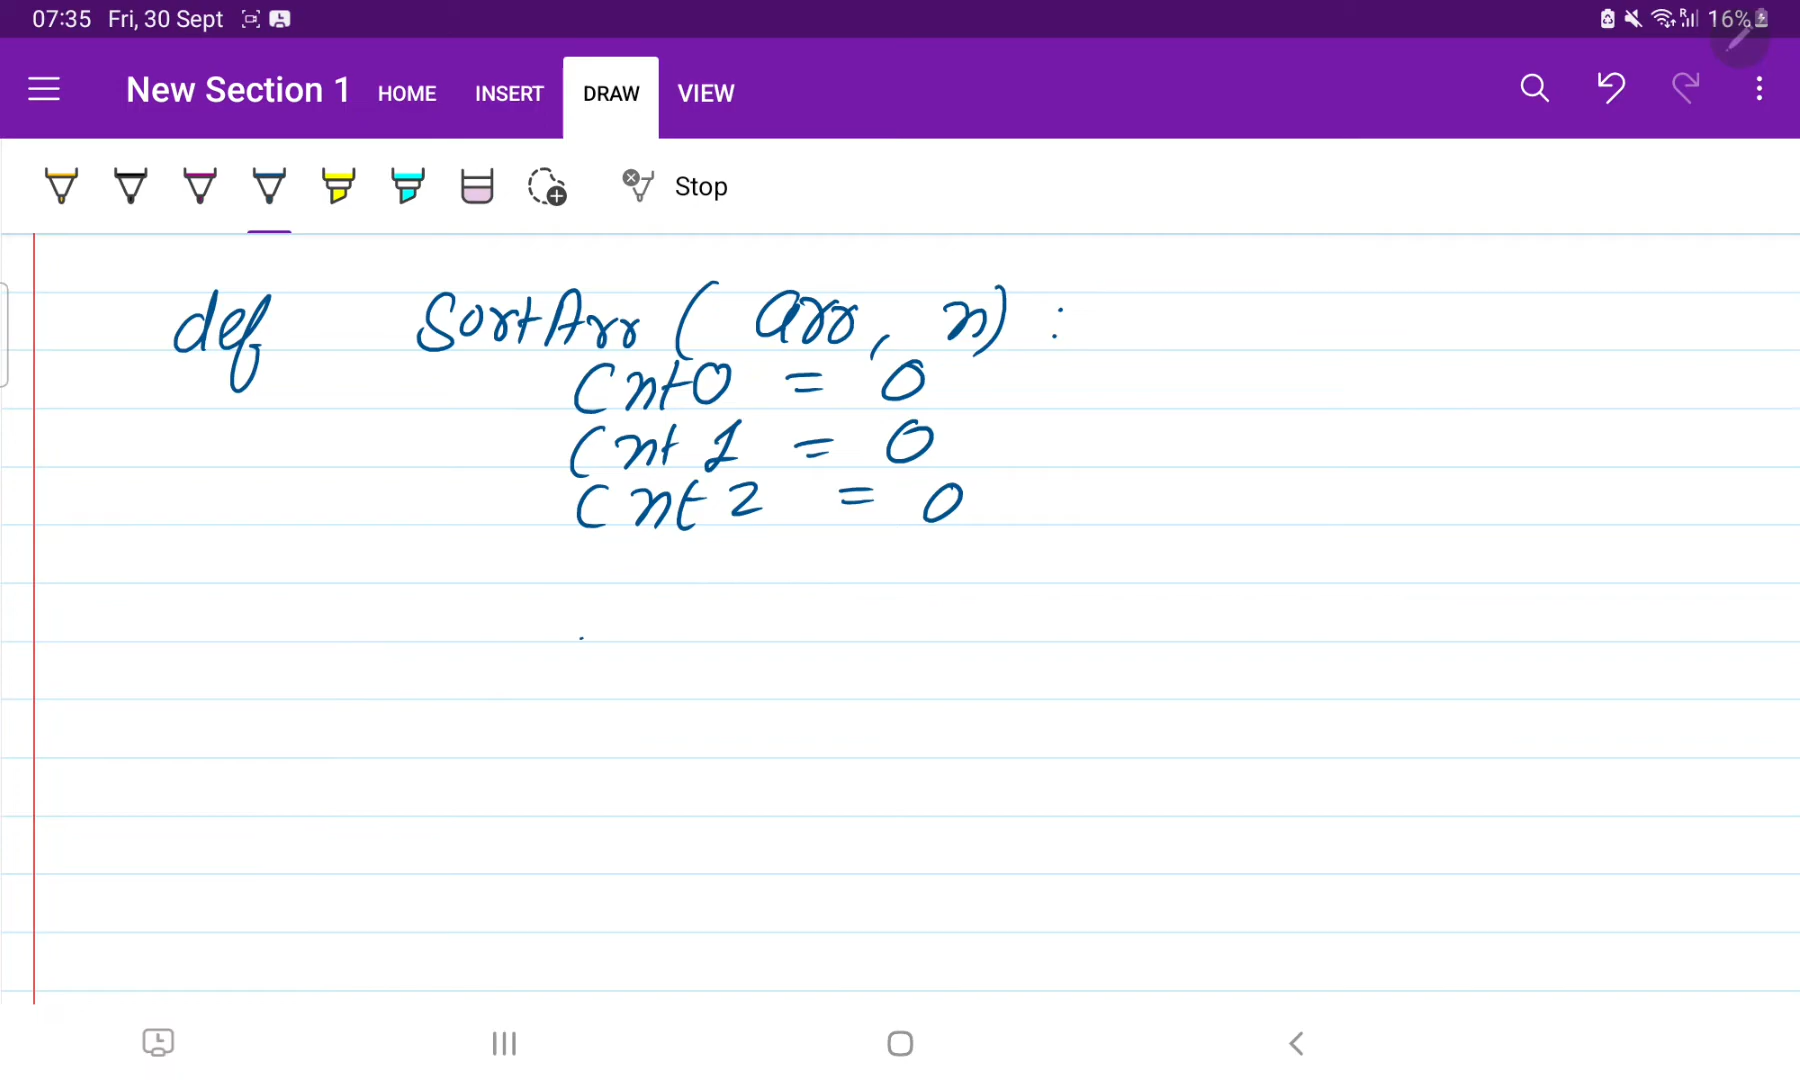 07:35 Fri, 30 Sept 16%
New Section 1 HOME INSERT DRAW VIEW
Stop
def SortArr ( arr, n) :
Cnt0 = 0
Cnt 1 = 0
Cnt 2 = 0